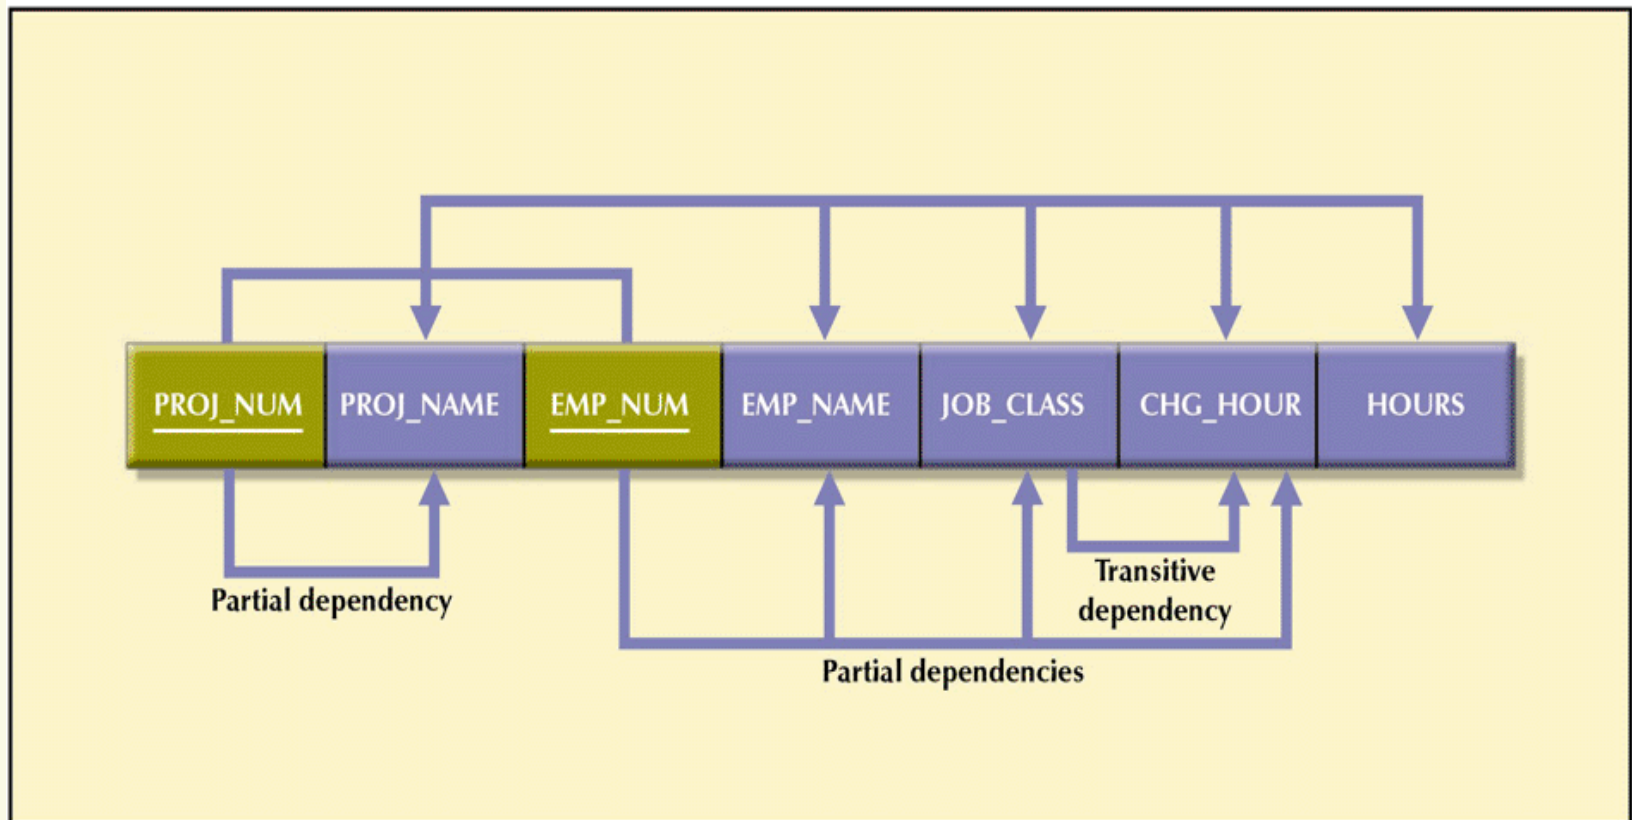 PROJ_NUM PROJ_NAME EMP_NUM EMP_NAME JOB_CLASS CHG_HOUR HOURS
Transitive
dependency
Partial dependency
Partial dependencies